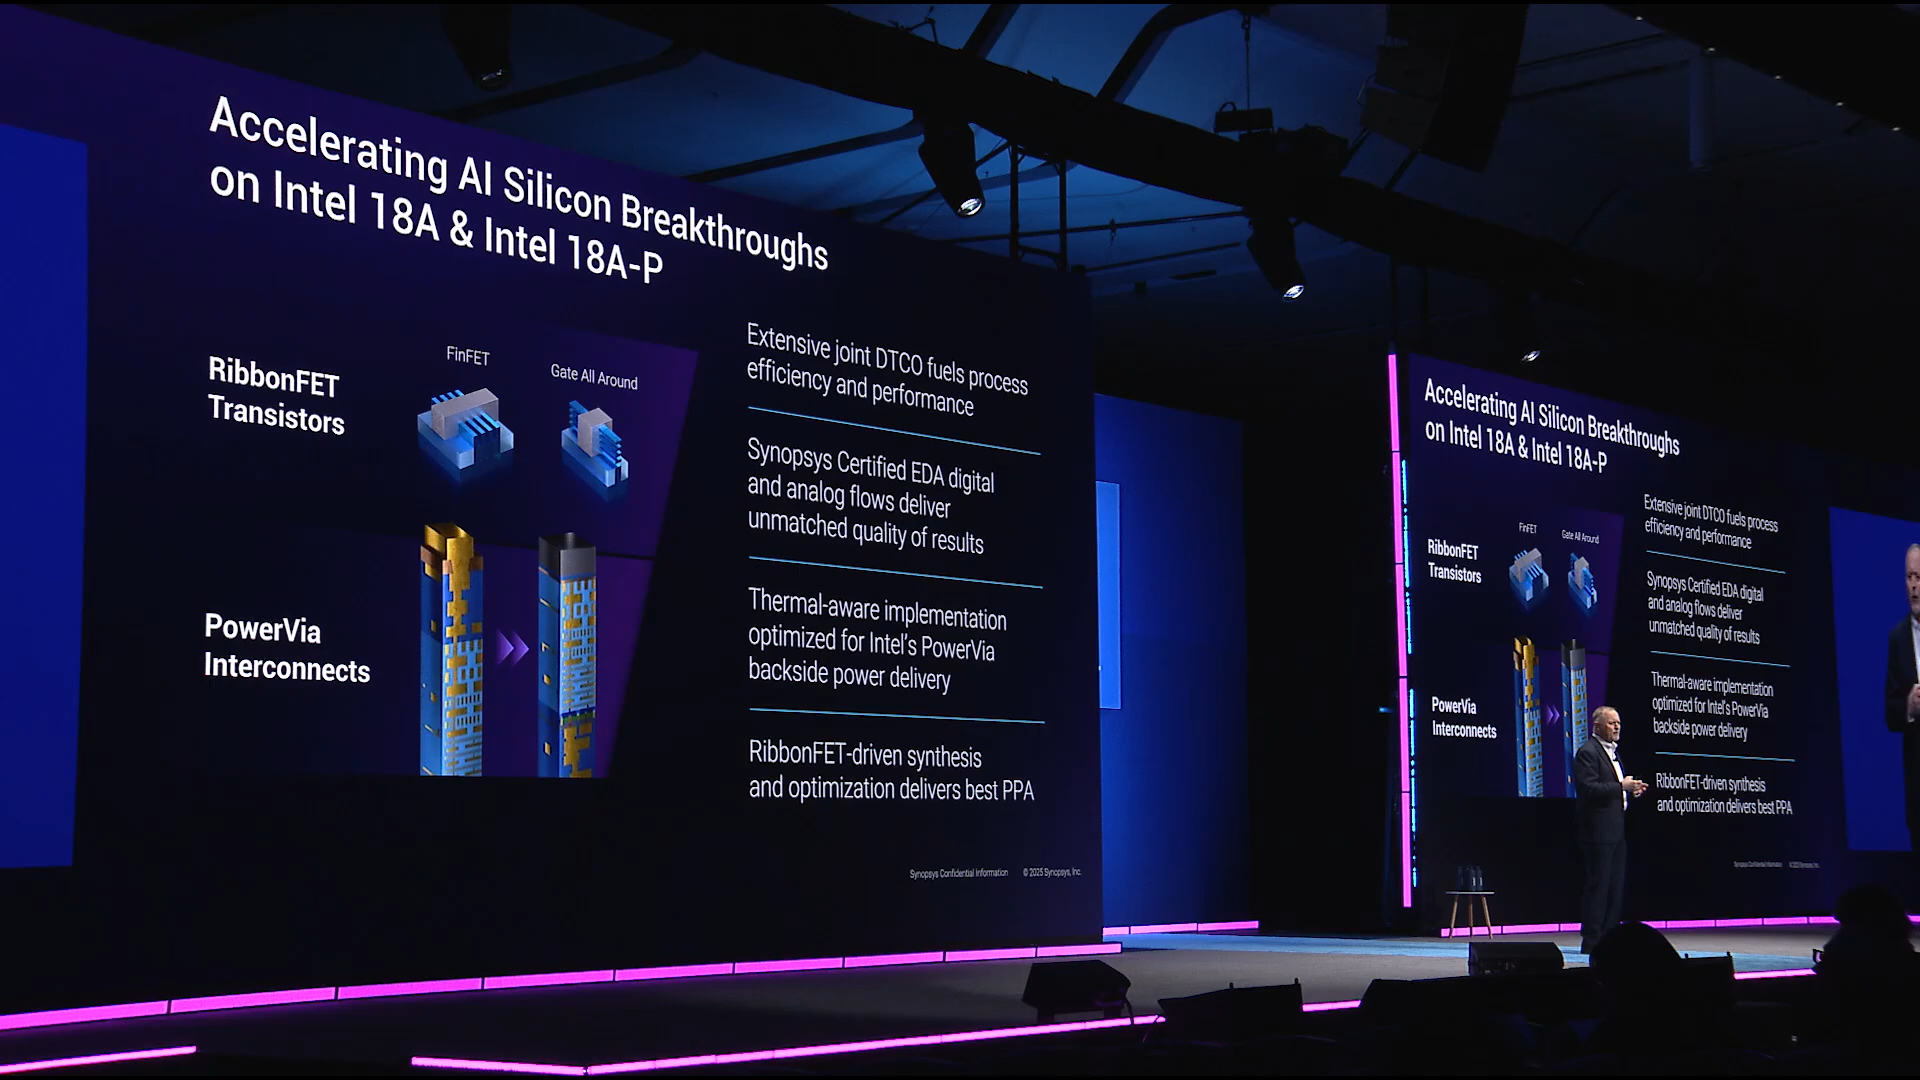 Accelerating AI Silicon Breakthroughs
on Intel 18A & Intel 18A-P
RibbonFET
Transistors
FinFET
Gate All Around
PowerVia
Interconnects
Extensive joint DTCO fuels process
efficiency and performance
Synopsys Certified EDA digital
and analog flows deliver
unmatched quality of results
Thermal-aware implementation
optimized for Intel's PowerVia
backside power delivery
RibbonFET-driven synthesis
and optimization delivers best PPA
Synopsys Confidential Information
© 2025 Synopsys, Inc.
Accelerating AI Silicon Breakthroughs
on Intel 18A & Intel 18A-P
RibbonFET
Transistors
FinFET
Gate All Around
PowerVia
Interconnects
Extensive joint DTCO fuels process
efficiency and performance
Synopsys Certified EDA digital
and analog flows deliver
unmatched quality of results
Thermal-aware implementation
optimized for Intel's PowerVia
backside power delivery
RibbonFET-driven synthesis
and optimization delivers best PPA
Synopsys Confidential Information
© 2025 Synopsys, Inc.